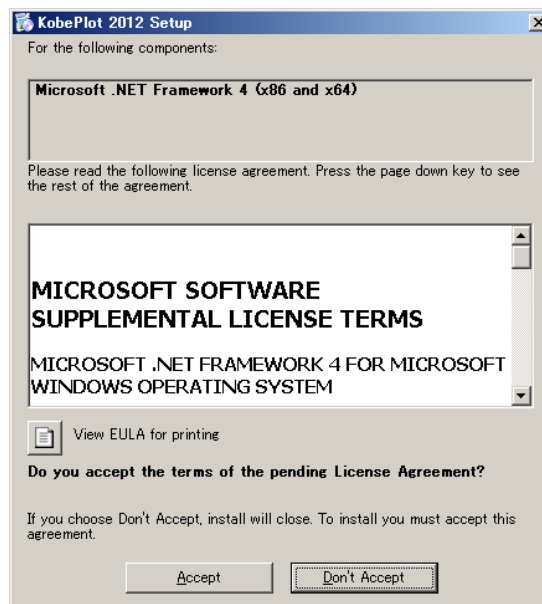 KobePlot 2012 Setup
For the following components:
Microsoft .NET Framework 4 (x86 and x64)
Please read the following license agreement. Press the page down key to see
the rest of the agreement.
MICROSOFT SOFTWARE
SUPPLEMENTAL LICENSE TERMS
MICROSOFT .NET FRAMEWORK 4 FOR MICROSOFT
WINDOWS OPERATING SYSTEM
View EULA for printing
Do you accept the terms of the pending License Agreement?
If you choose Don't Accept, install will close. To install you must accept this
agreement.
Accept
Don't Accept